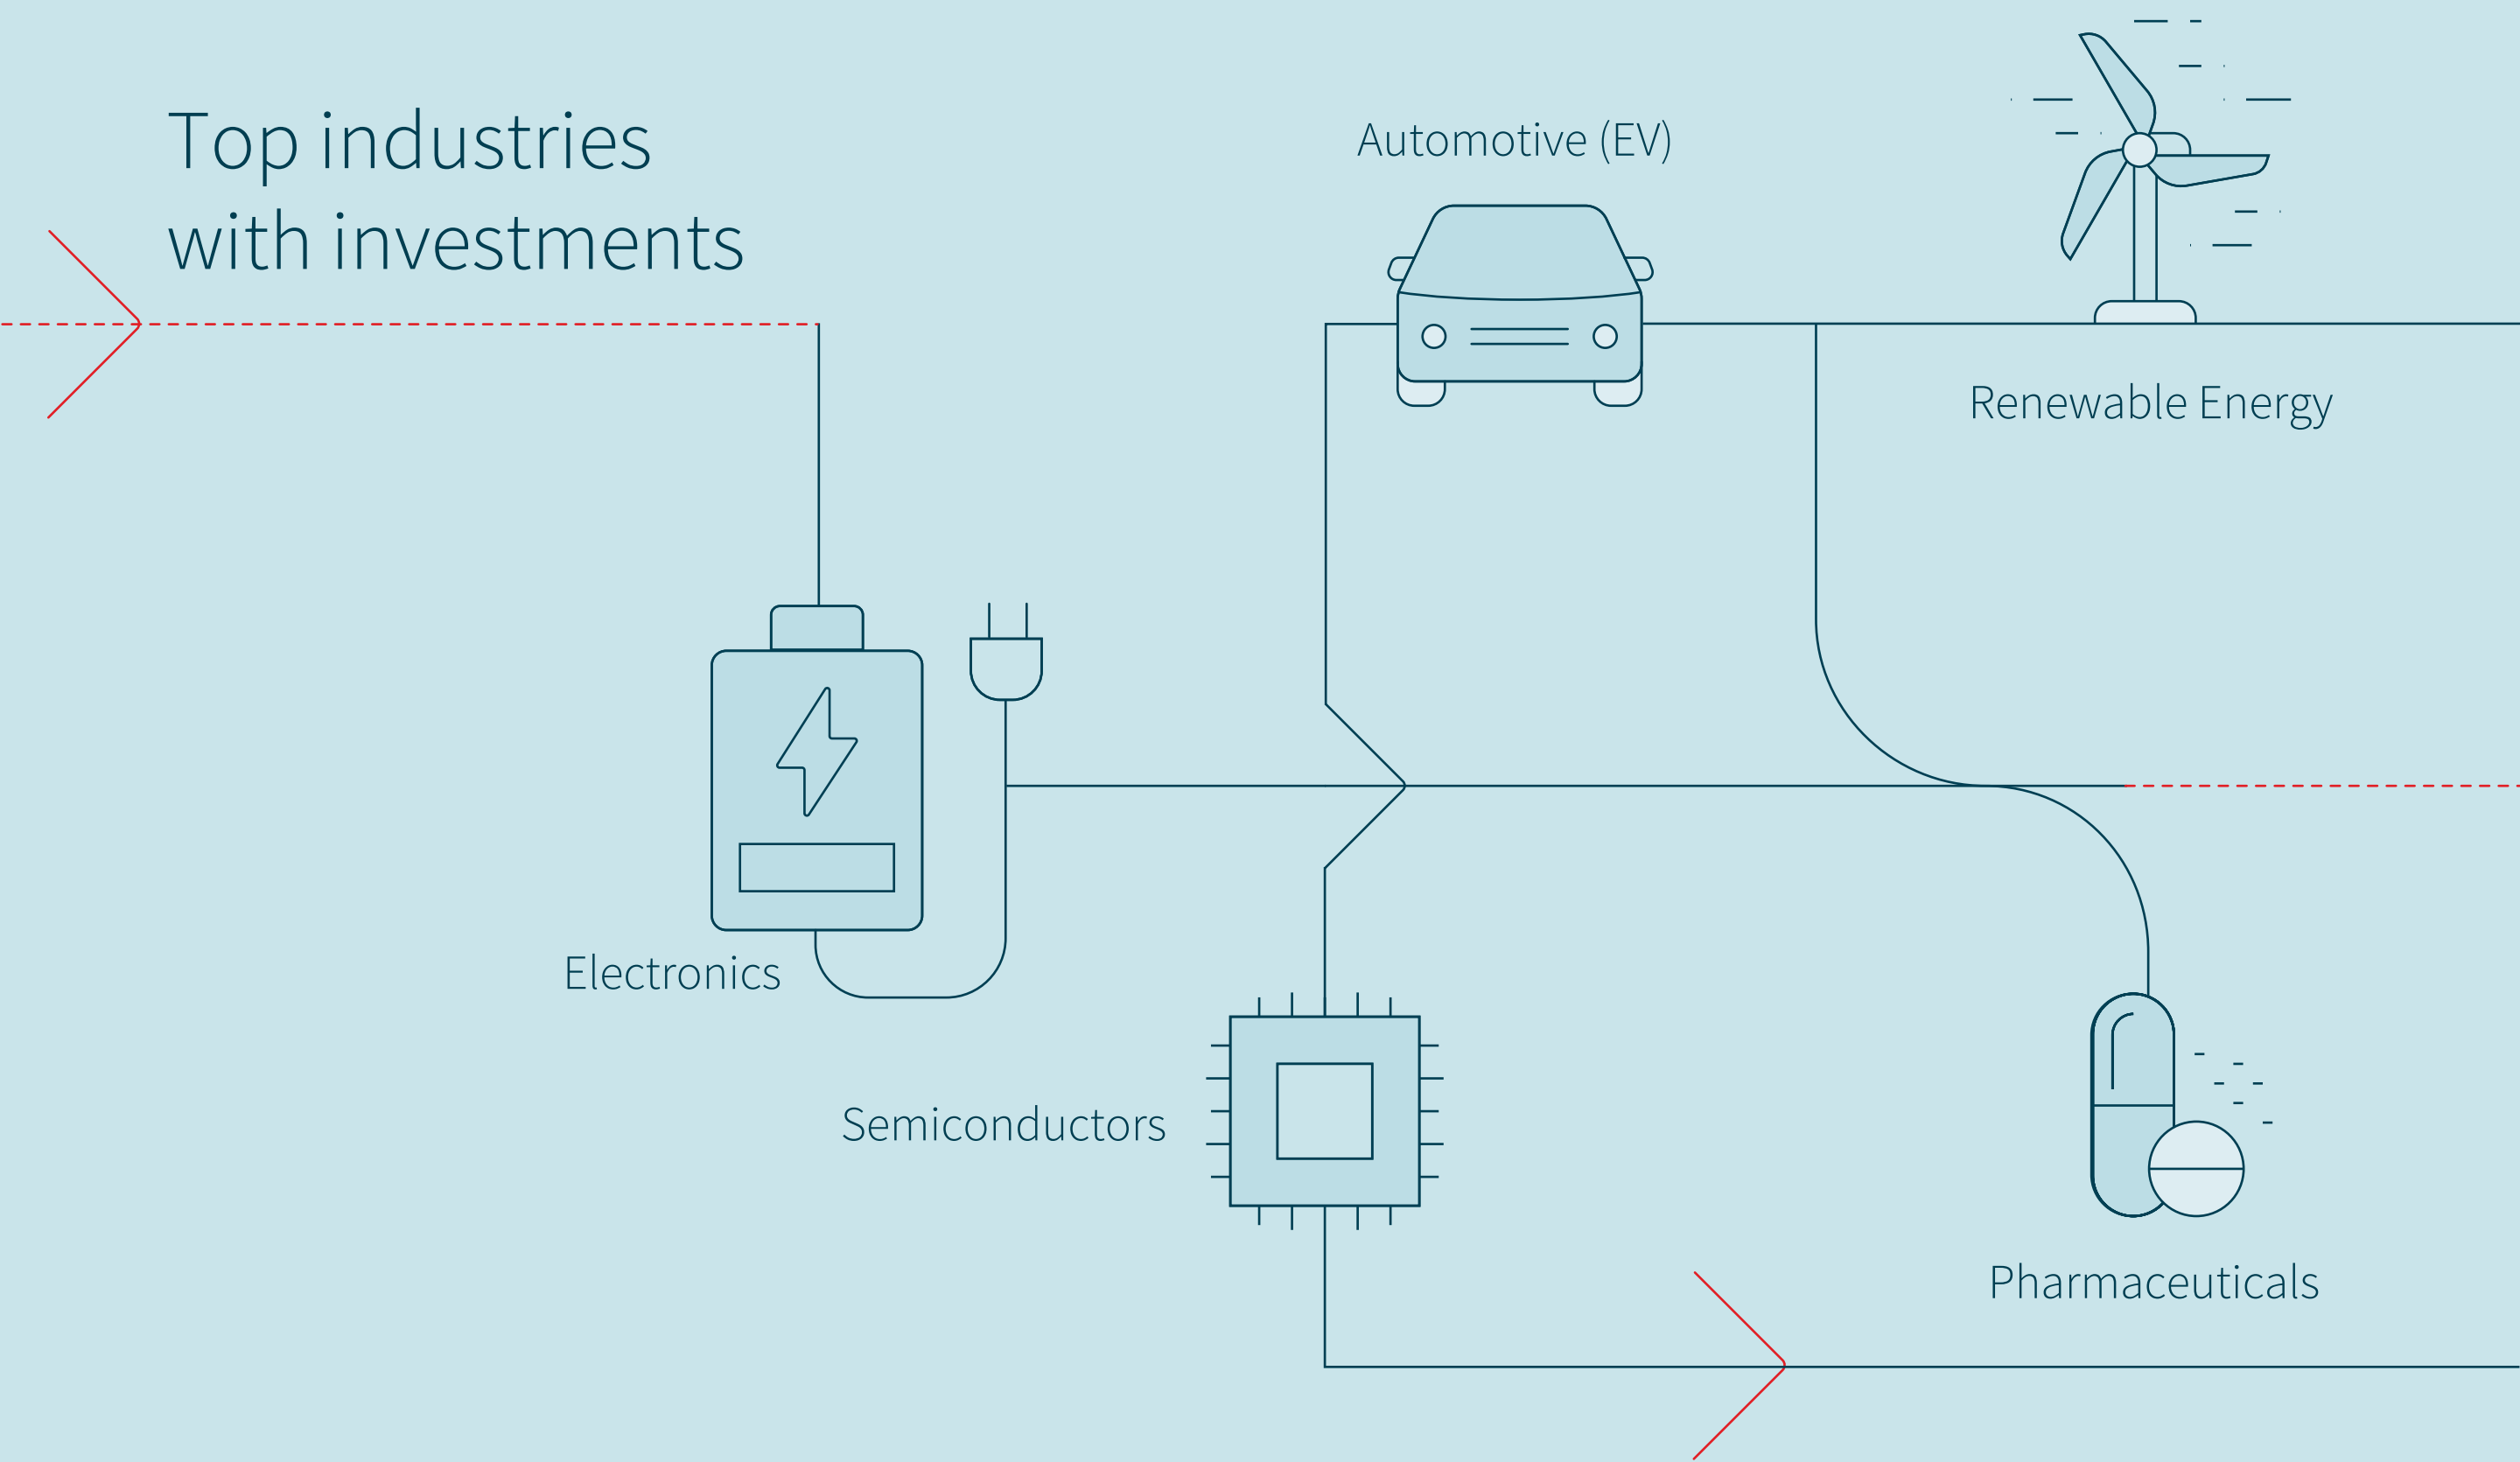 Top industries
with investments
Automotive (EV)
Renewable Energy
Electronics
Semiconductors
Pharmaceuticals